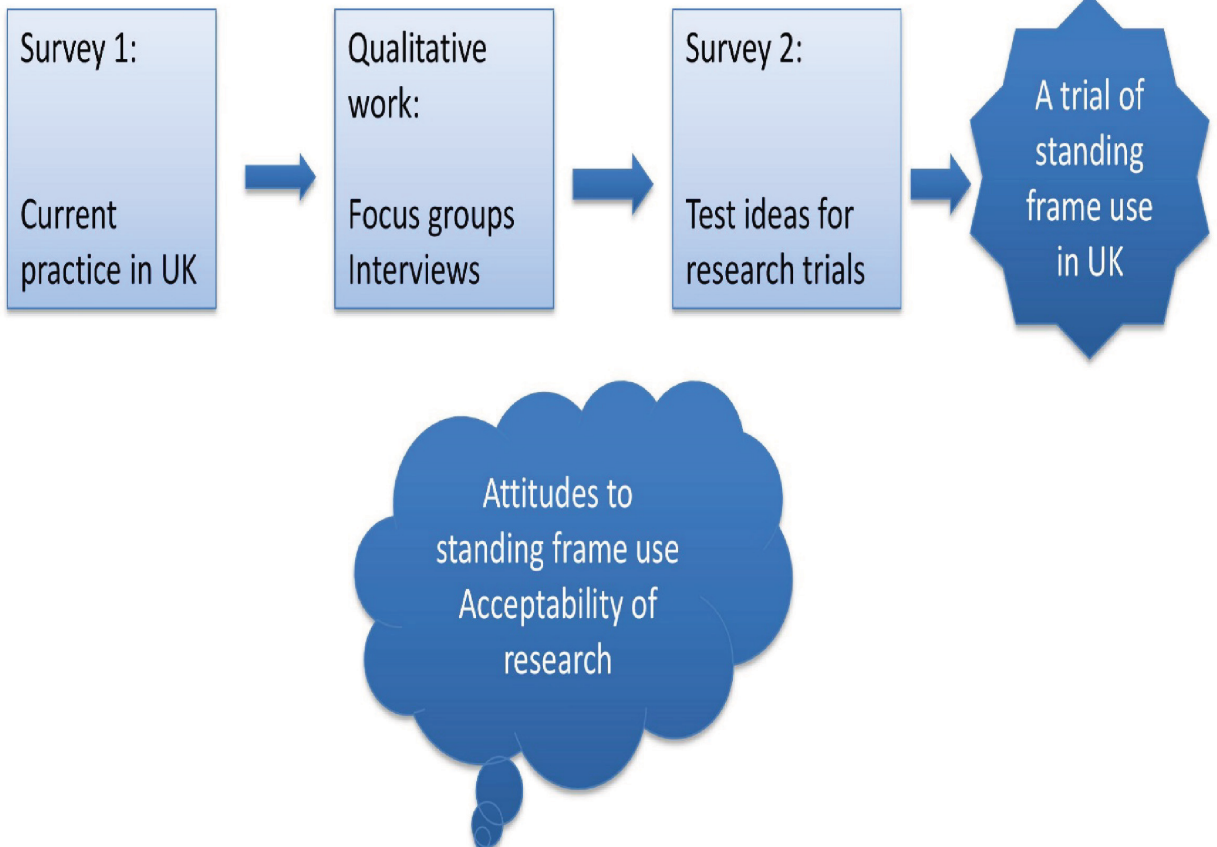 Survey 1:
Current
practice in UK
Qualitative
work:
Focus groups
Interviews
Survey 2:
Test ideas for
research trials
A trial of
standing
frame use
in UK
Attitudes to
standing frame use
Acceptability of
research